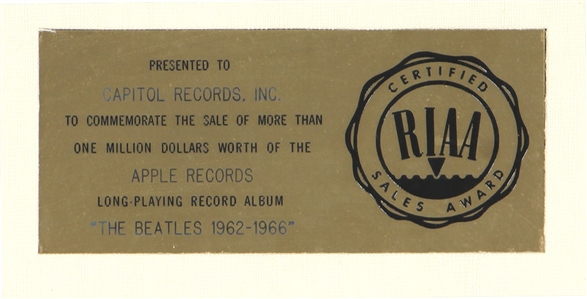 PRESENTED TO
CAPITOL RECORDS, INC.
TO COMMEMORATE THE SALE OF MORE THAN
ONE MILLION DOLLARS WORTH OF THE
APPLE RECORDS
LONG-PLAYING RECORD ALBUM
"THE BEATLES 1962-1966"
CERTIFIED
RIAA
SALES AWARD